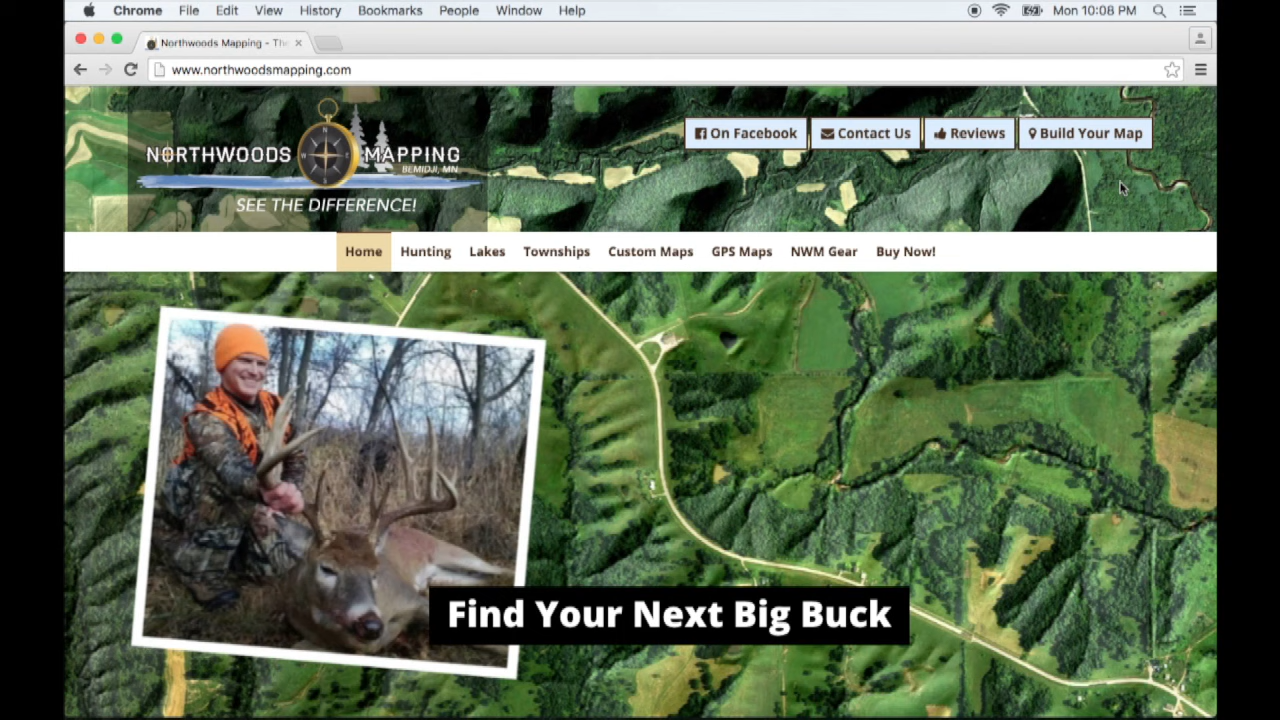 Chrome File Edit View History Bookmarks People Window Help Mon 10:08 PM
Northwoods Mapping - The
www.northwoodsmapping.com
NORTHWOODS MAPPING
N
W E
S
BEMIDJI, MN
SEE THE DIFFERENCE!
On Facebook Contact Us Reviews Build Your Map
Home Hunting Lakes Townships Custom Maps GPS Maps NWM Gear Buy Now!
Find Your Next Big Buck